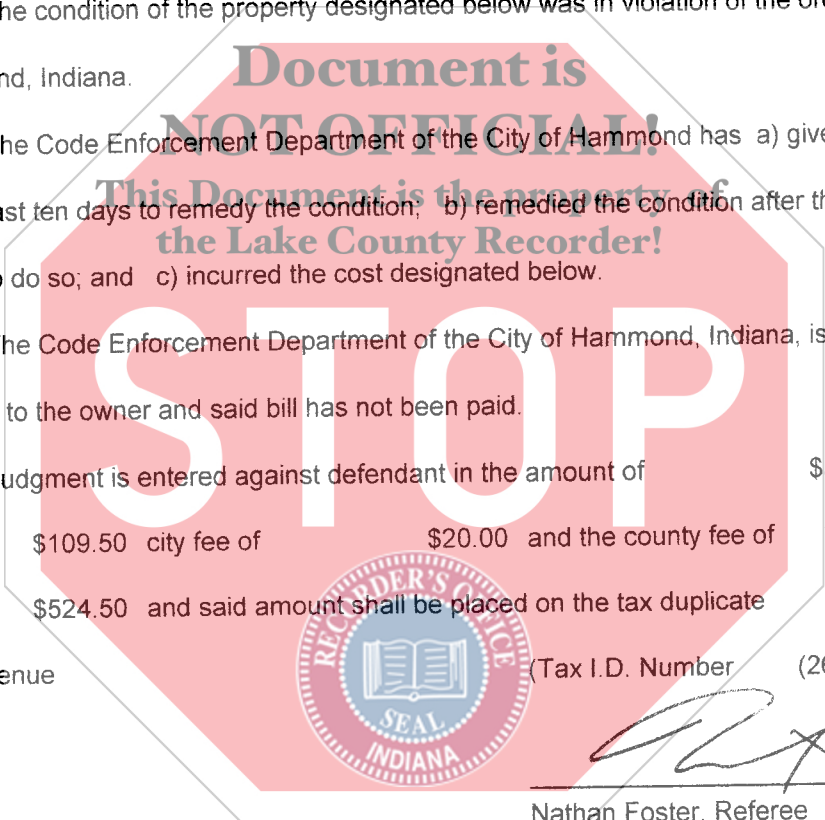 he condition of the property designated below was in violation of the
Document is
nd, Indiana.
NOT OFFICIAL!
he Code Enforcement Department of the City of Hammond has a) give
This Document is the property of
ast ten days to remedy the condition; b) remedied the condition after th
the Lake County Recorder!
o do so; and c) incurred the cost designated below.
he Code Enforcement Department of the City of Hammond, Indiana, is
STOP
to the owner and said bill has not been paid.
udgment is entered against defendant in the amount of $
$109.50 city fee of $20.00 and the county fee of
$524.50 and said amount shall be placed on the tax duplicate
RECORDER'S OFFICE
enue (Tax I.D. Number (26
SEAL
INDIANA
Nathan Foster, Referee